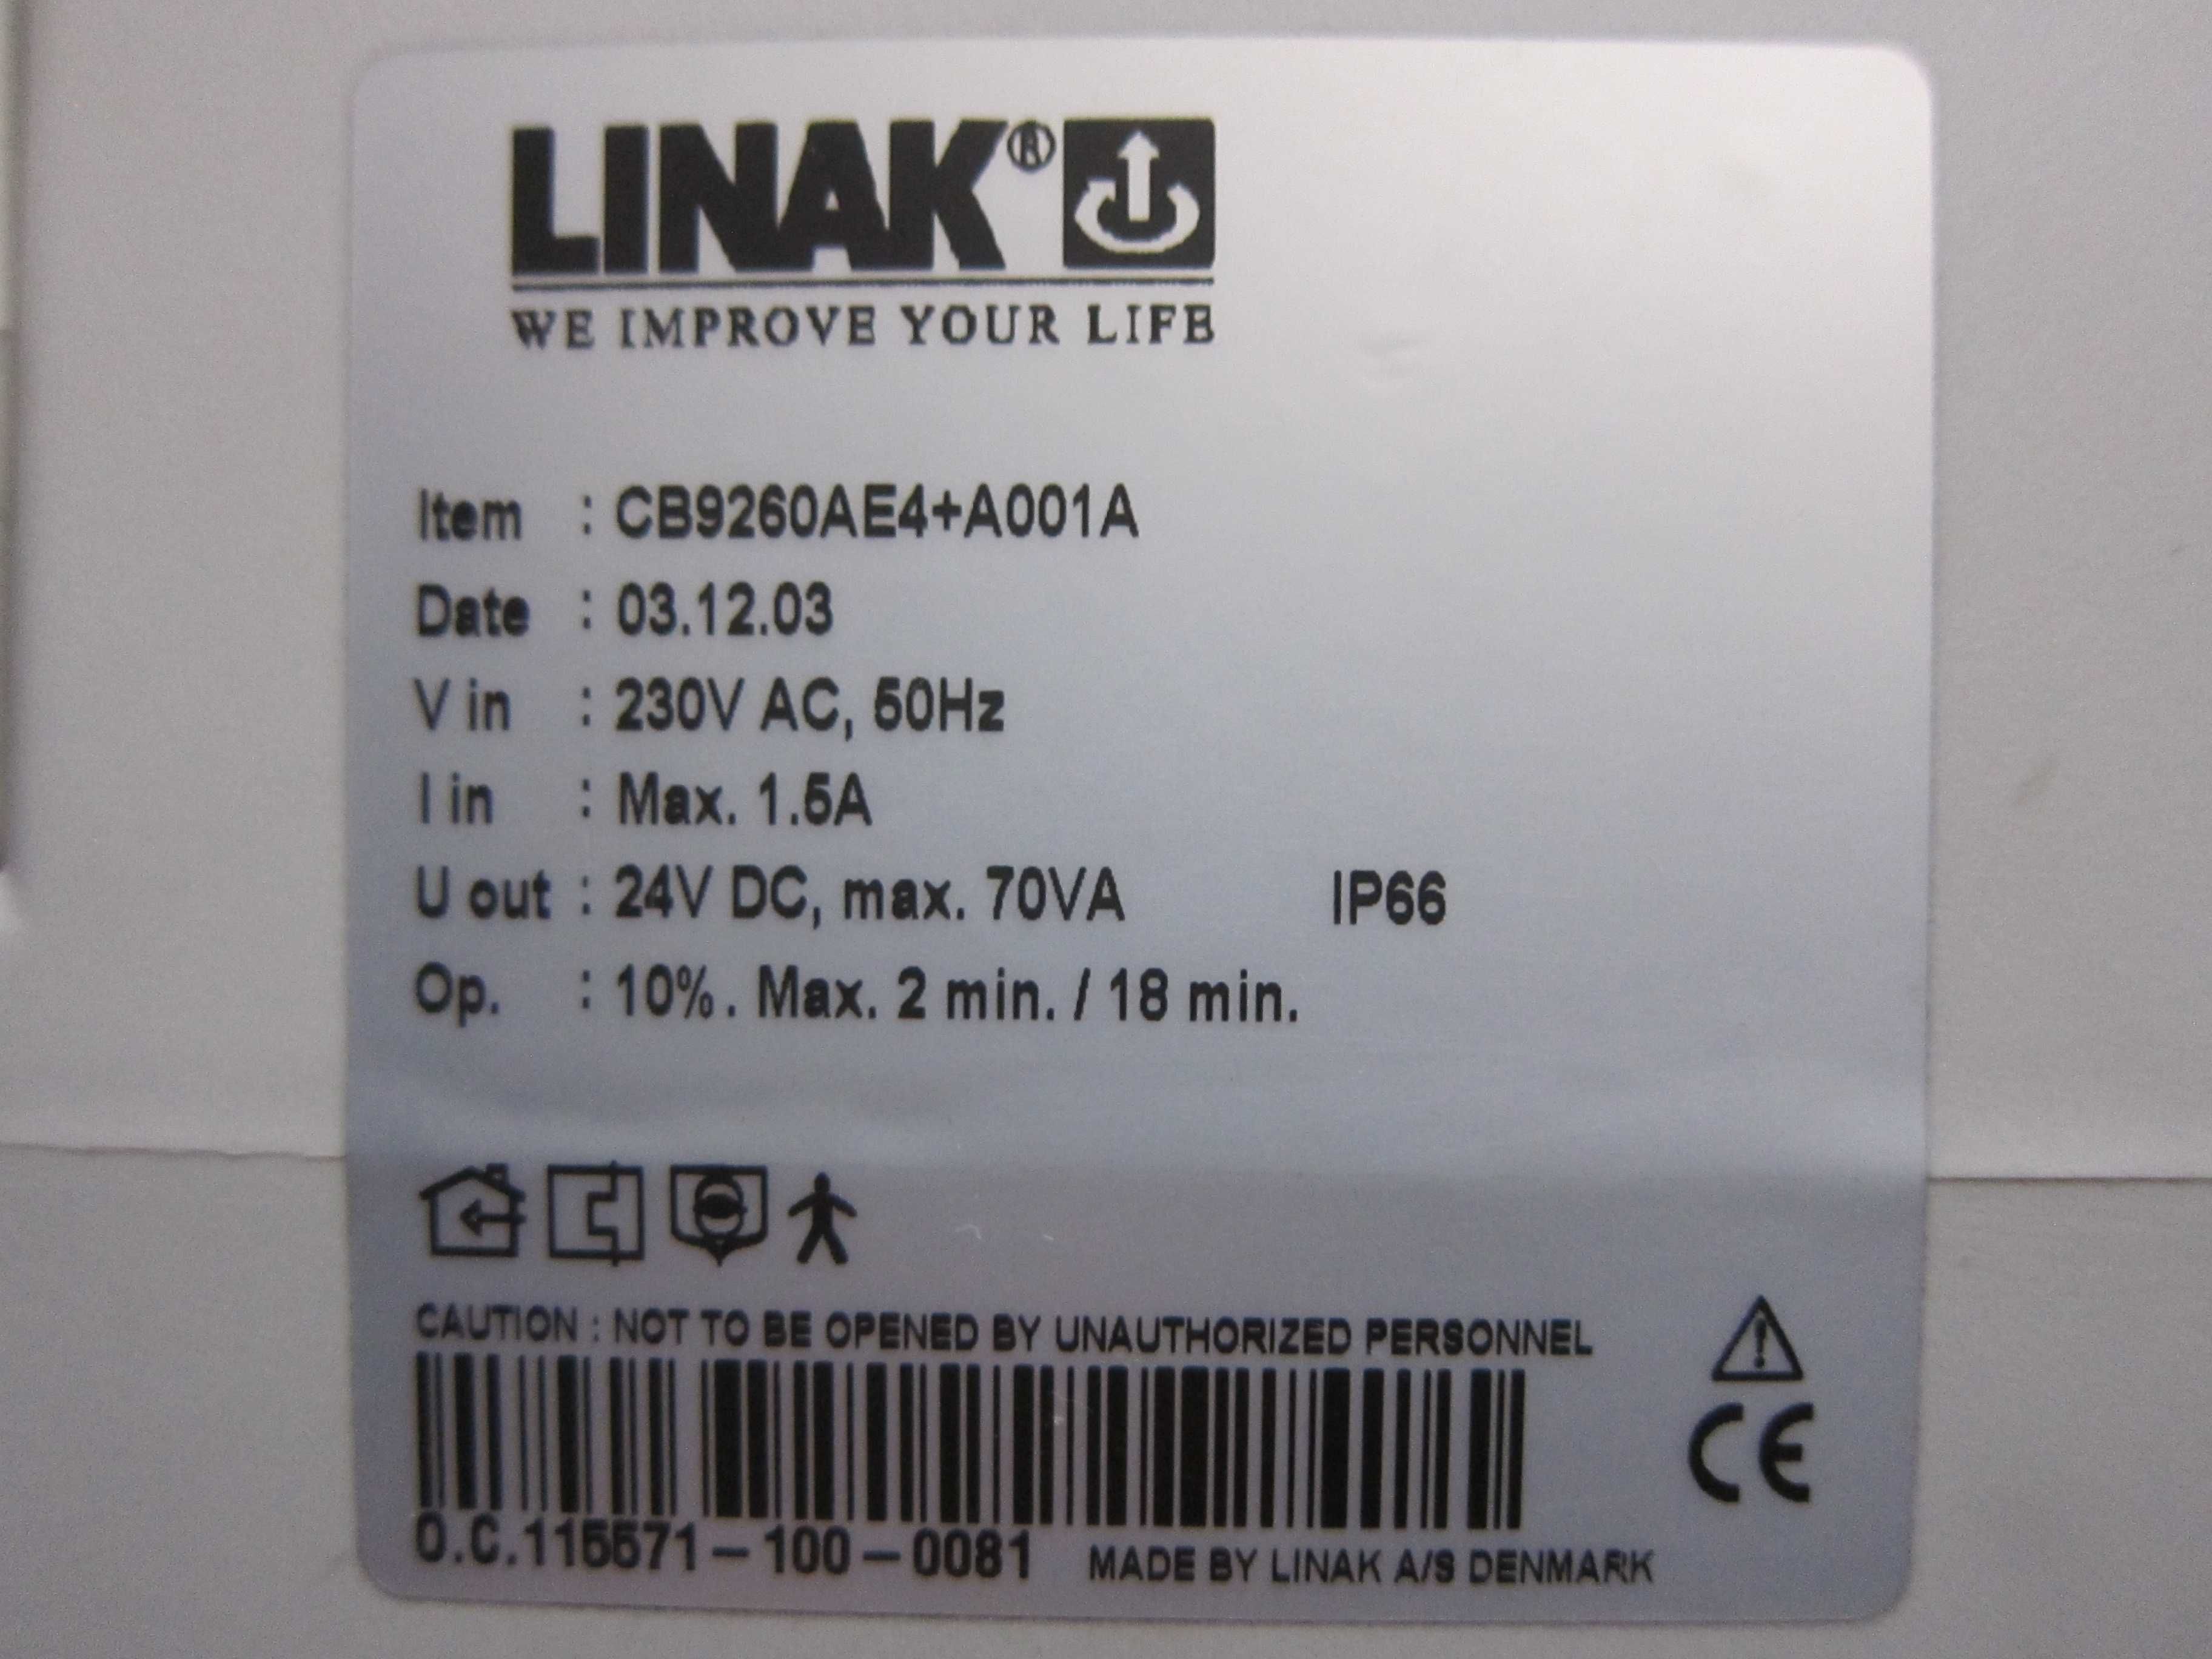 LINAK®
WE IMPROVE YOUR LIFE
Item : CB9260AE4+A001A
Date : 03.12.03
V in : 230V AC, 50Hz
I in : Max. 1.5A
U out : 24V DC, max. 70VA IP66
Op. : 10%. Max. 2 min. / 18 min.
CAUTION : NOT TO BE OPENED BY UNAUTHORIZED PERSONNEL
CE
O.C.115571-100-0081 MADE BY LINAK A/S DENMARK